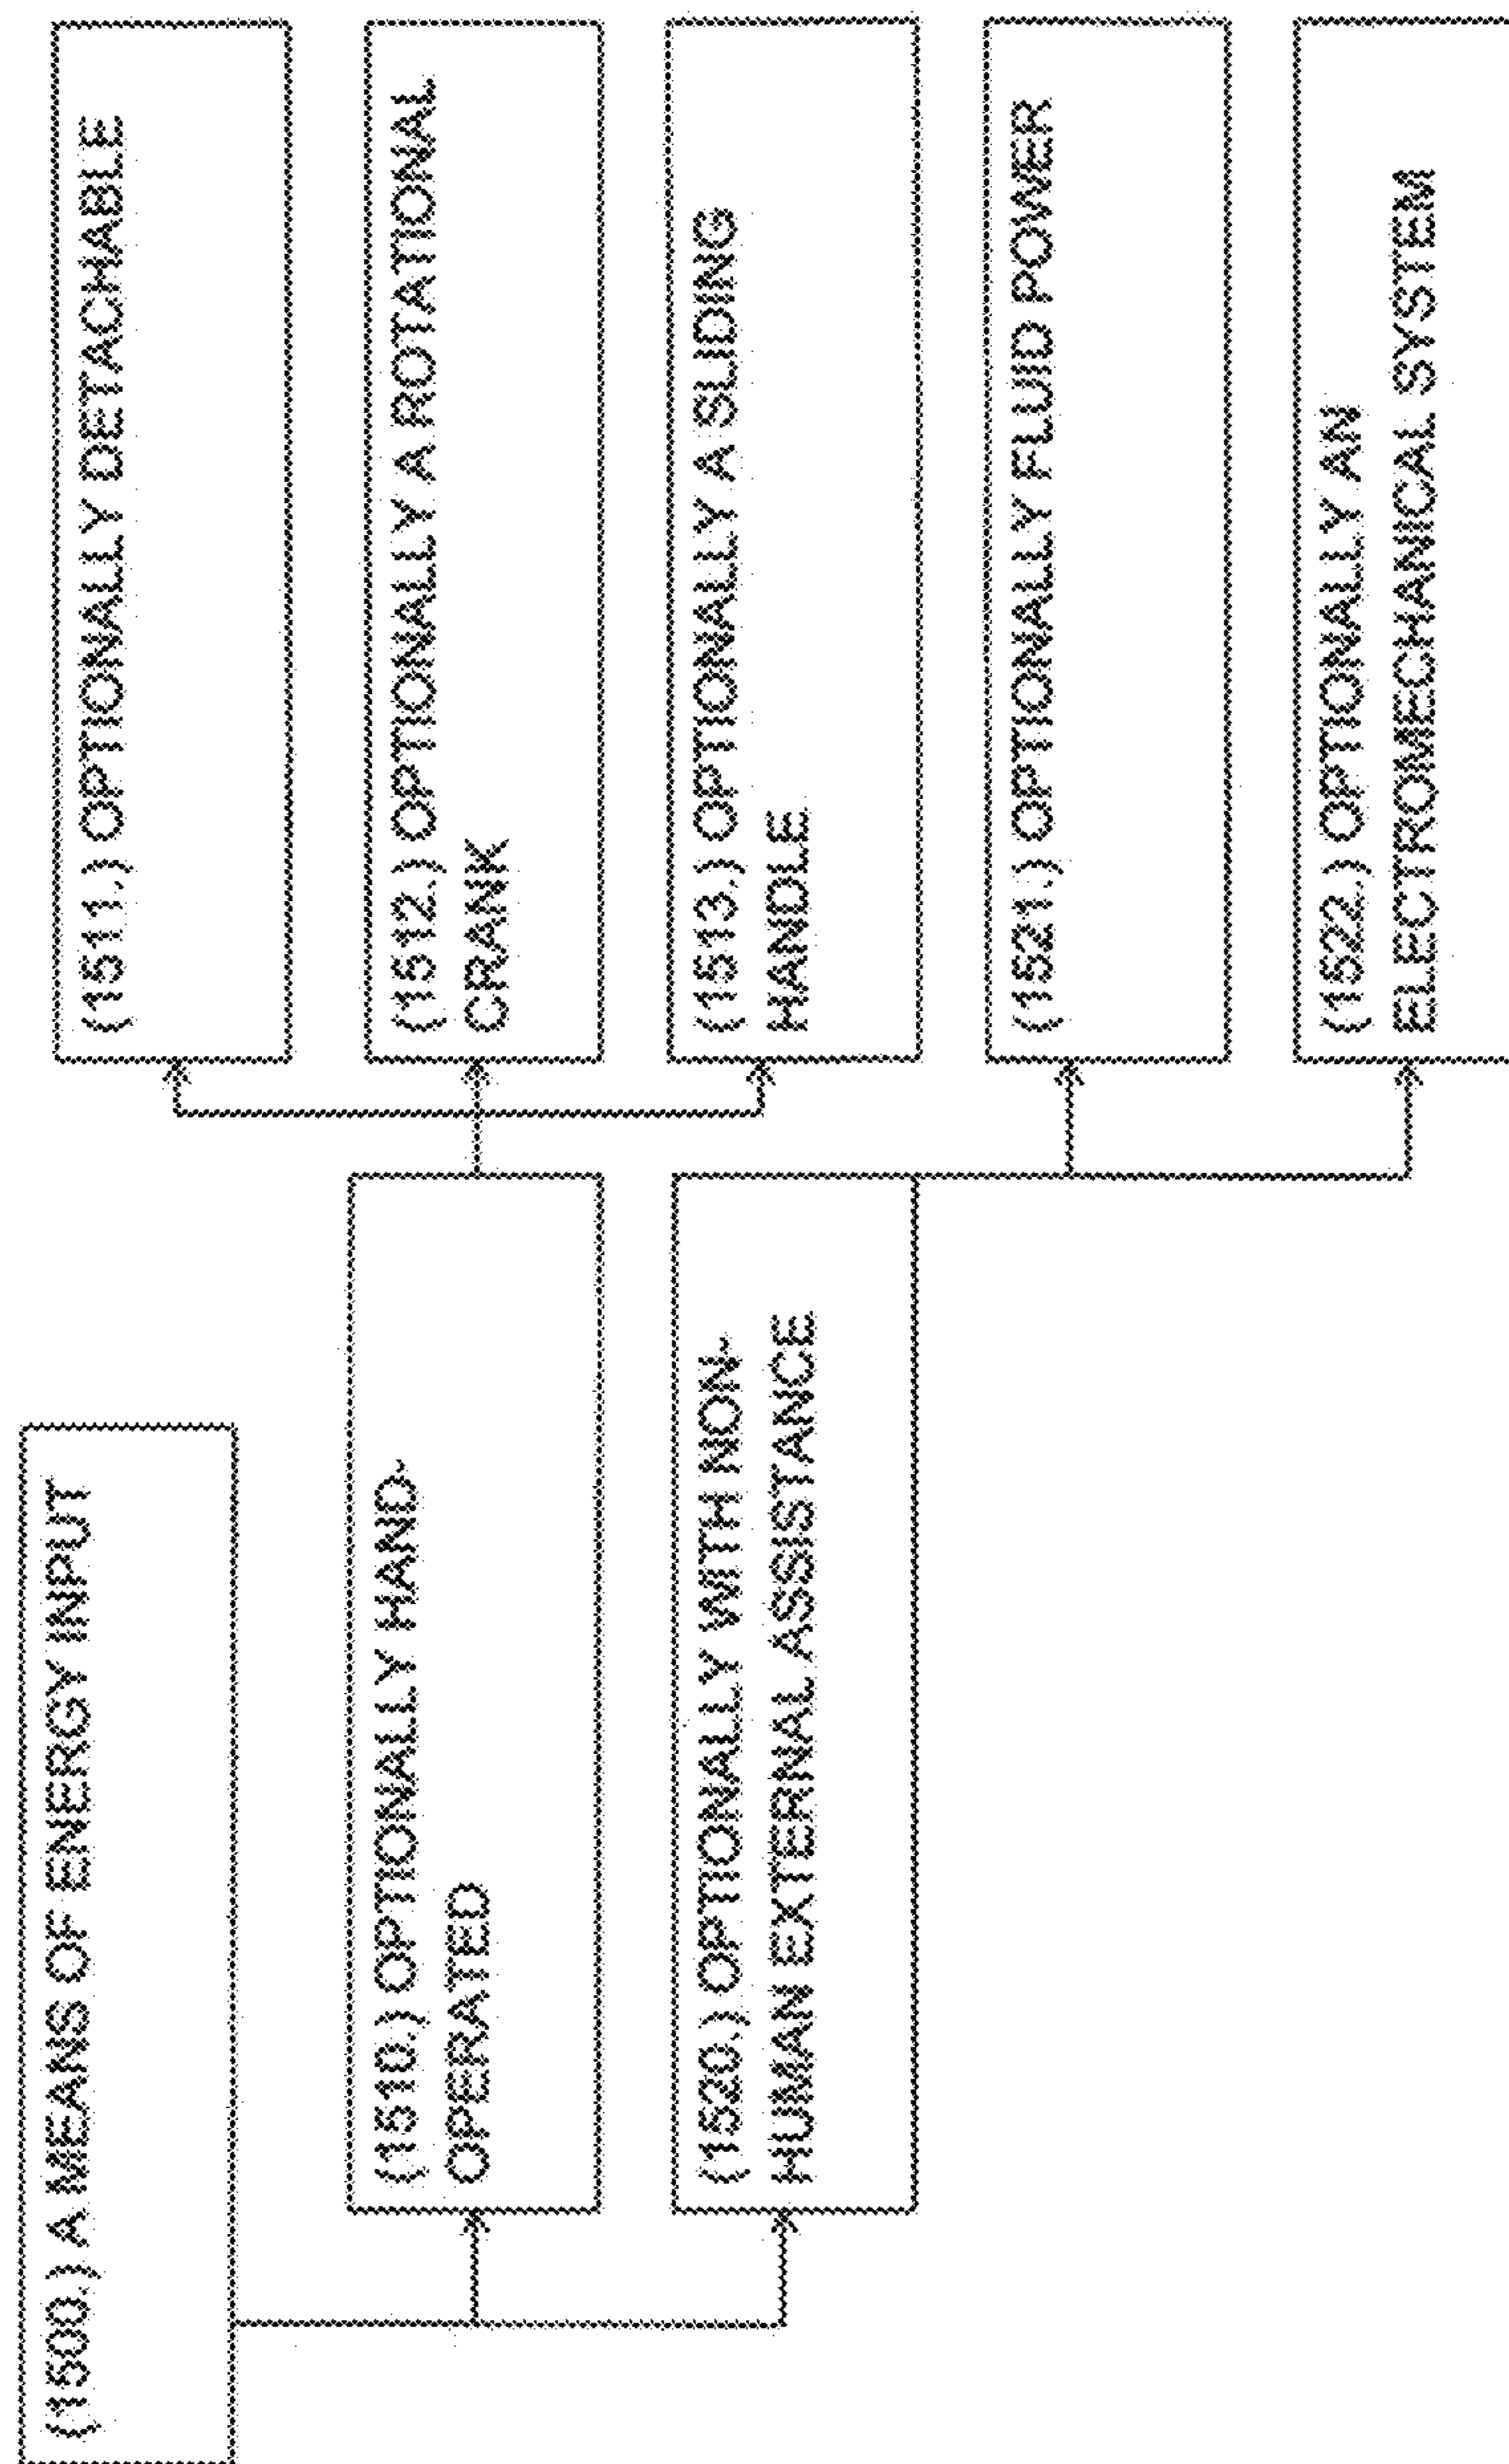 (1500.) A MEANS OF ENERGY INPUT
(1510.) OPTIONALLY HAND-
OPERATED
(1520.) OPTIONALLY WITH NON-
HUMAN EXTERNAL ASSISTANCE
(1511.) OPTIONALLY DETACHABLE
(1512.) OPTIONALLY A ROTATIONAL
CRANK
(1513.) OPTIONALLY A SLIDING
HANDLE
(1521.) OPTIONALLY FLUID POWER
(1522.) OPTIONALLY AN
ELECTROMECHANICAL SYSTEM